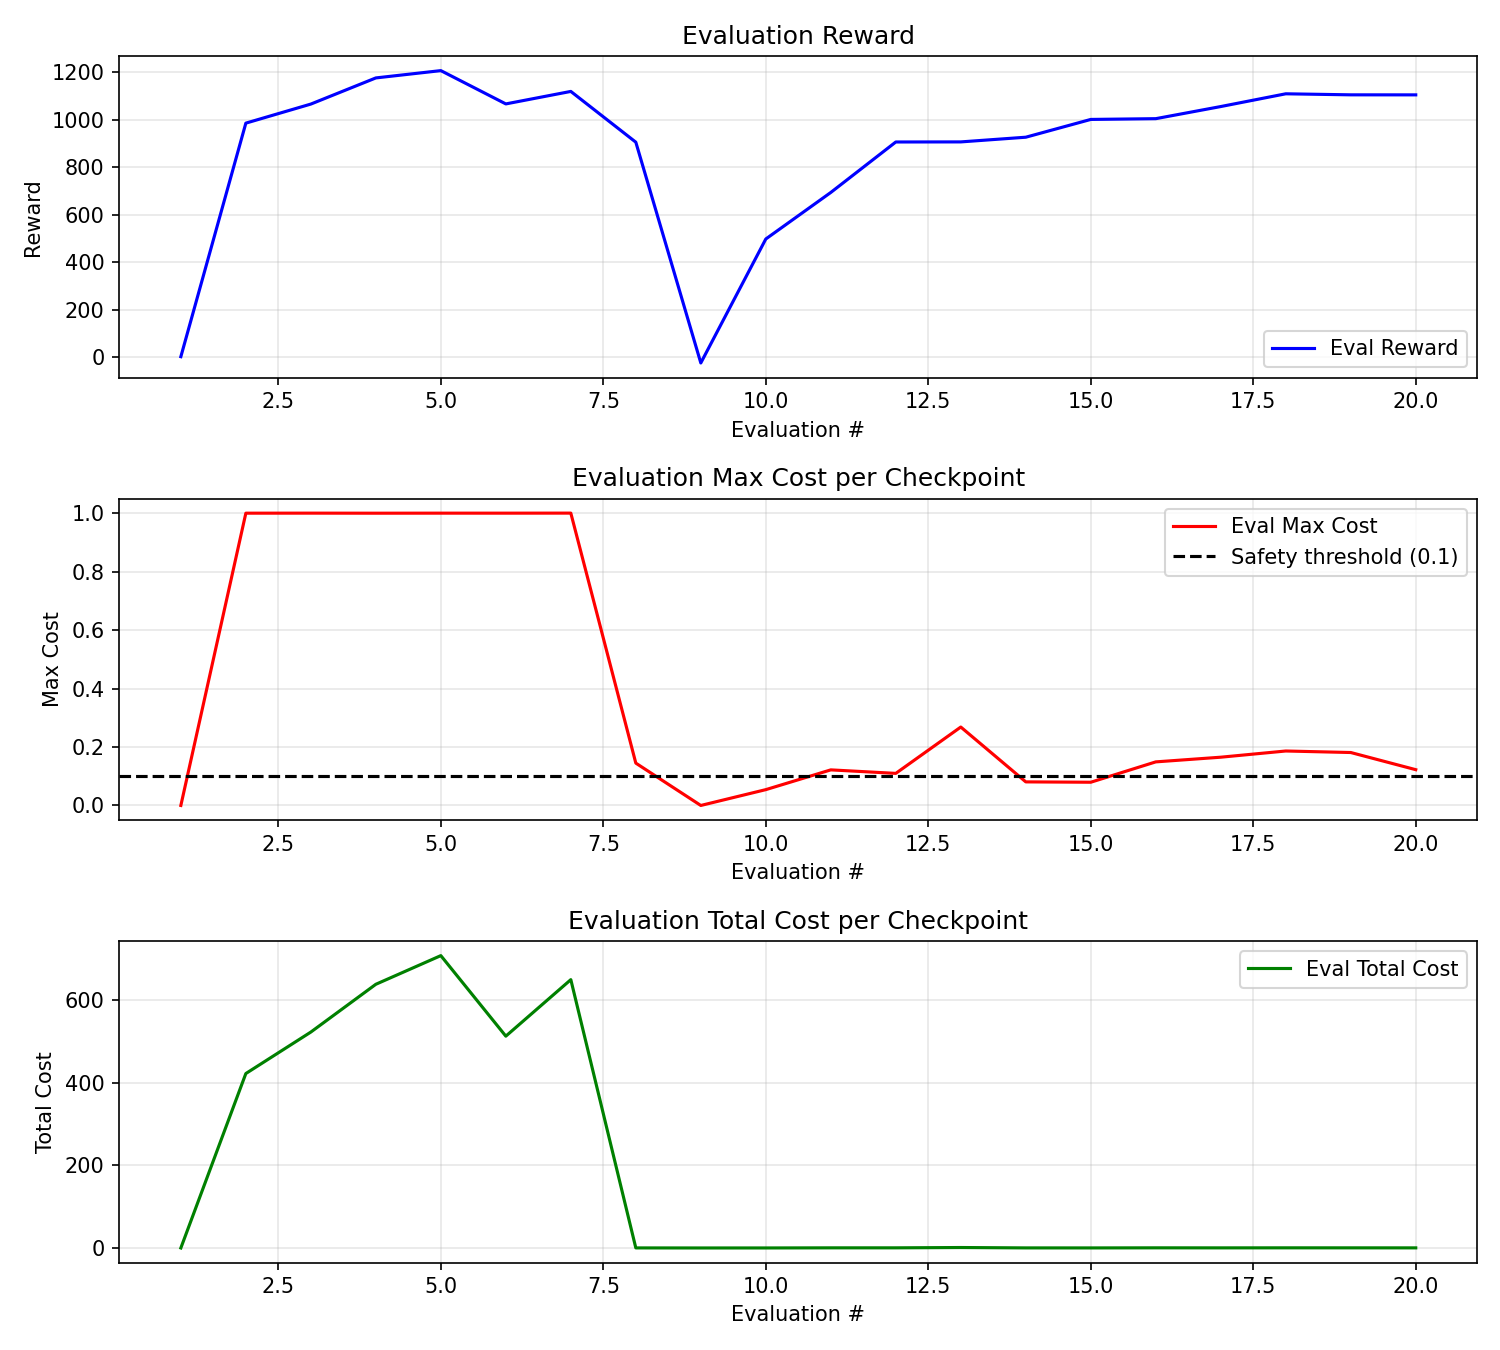 Evaluation Reward
1200
1000
800
600
400
200
0
Reward
Eval Reward
2.5 5.0 7.5 10.0 12.5 15.0 17.5 20.0
Evaluation #
Evaluation Max Cost per Checkpoint
1.0
0.8
0.6
0.4
0.2
0.0
Max Cost
Eval Max Cost
Safety threshold (0.1)
2.5 5.0 7.5 10.0 12.5 15.0 17.5 20.0
Evaluation #
Evaluation Total Cost per Checkpoint
600
400
200
0
Total Cost
Eval Total Cost
2.5 5.0 7.5 10.0 12.5 15.0 17.5 20.0
Evaluation #